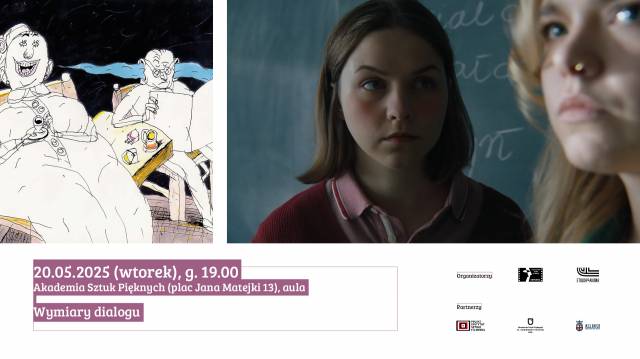 20.05.2025 (wtorek), g. 19.00
Akademia Sztuk Pięknych (plac Jana Matejki 13), aula
Wymiary dialogu
Organizatorzy
Partnerzy